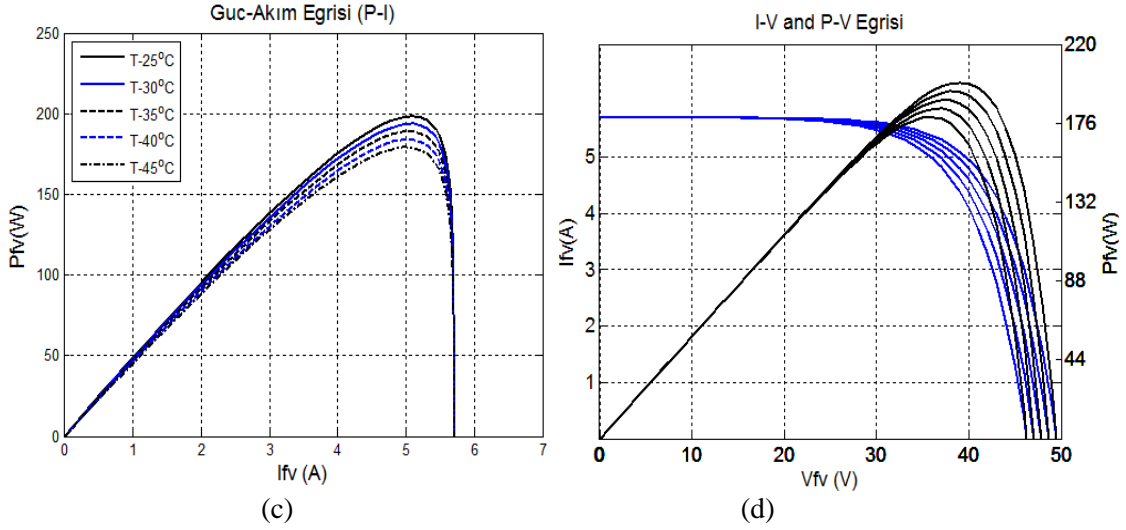 Guc-Akım Egrisi (P-I)
250
200
150
100
50
0
Pfv(W)
T-25°C
T-30°C
T-35°C
T-40°C
T-45°C
0 1 2 3 4 5 6 7
Ifv (A)
(c)
I-V and P-V Egrisi
5
4
3
2
1
Ifv(A)
220
176
132
88
44
Pfv(W)
0 10 20 30 40 50
Vfv (V)
(d)